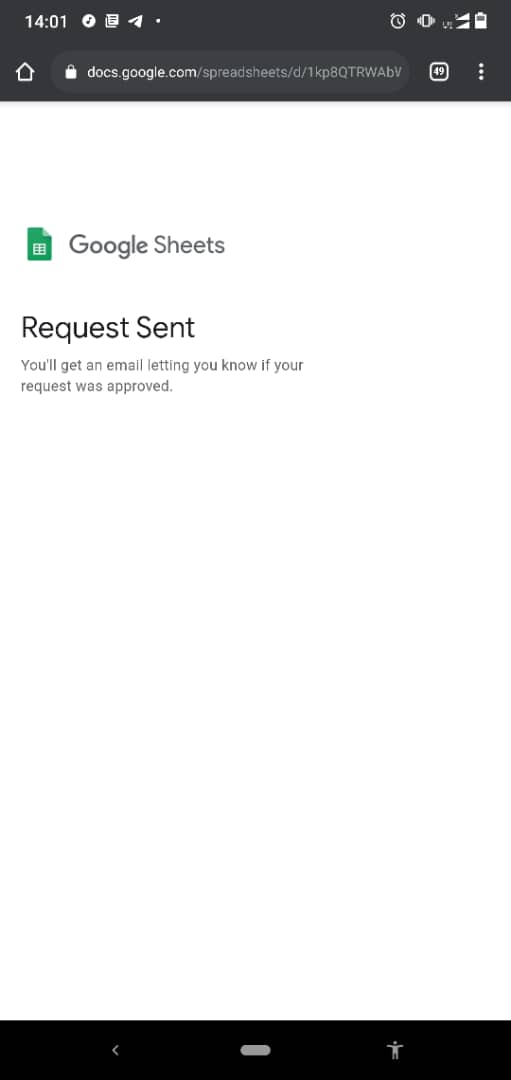 14:01
docs.google.com/spreadsheets/d/1kp8QTRWAbV
49
Google Sheets
Request Sent
You'll get an email letting you know if your
request was approved.